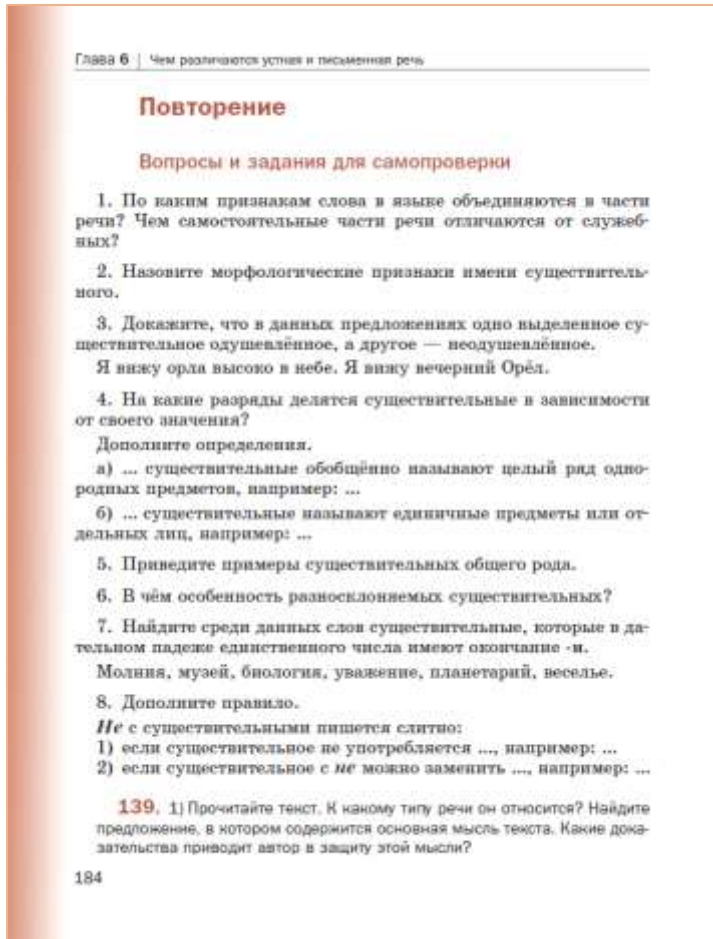 Глава 6 | Чем различаются устная и письменная речь
Повторение
Вопросы и задания для самопроверки
1. По каким признакам слова в языке объединяются в части
речи? Чем самостоятельные части речи отличаются от служеб-
ных?
2. Назовите морфологические признаки имени существитель-
ного.
3. Докажите, что в данных предложениях одно выделенное су-
ществительное одушевлённое, а другое — неодушевлённое.
Я вижу орла высоко в небе. Я вижу вечерний Орёл.
4. На какие разряды делятся существительные в зависимости
от своего значения?
Дополните определения.
а) ... существительные обобщённо называют целый ряд одно-
родных предметов, например: ...
б) ... существительные называют единичные предметы или от-
дельных лиц, например: ...
5. Приведите примеры существительных общего рода.
6. В чём особенность разносклоняемых существительных?
7. Найдите среди данных слов существительные, которые в да-
тельном падеже единственного числа имеют окончание -и.
Молния, музей, биология, уважение, планетарий, веселье.
8. Дополните правило.
Не с существительными пишется слитно:
1) если существительное не употребляется ..., например: ...
2) если существительное с не можно заменить ..., например: ...
139. 1) Прочитайте текст. К какому типу речи он относится? Найдите
предложение, в котором содержится основная мысль текста. Какие дока-
зательства приводит автор в защиту этой мысли?
184